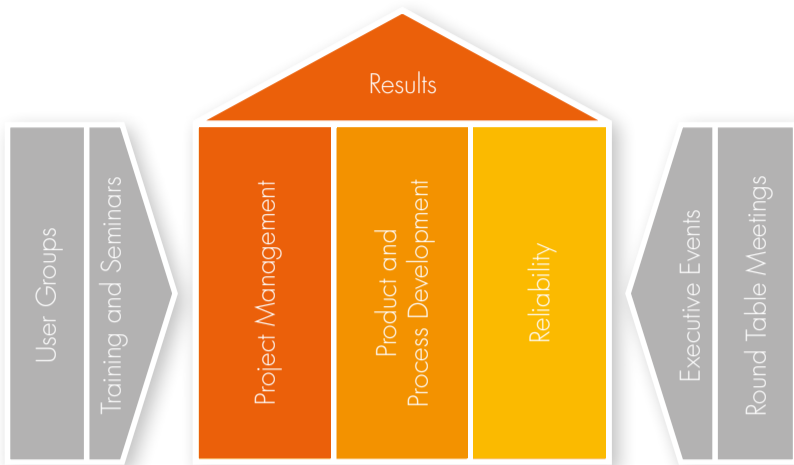 Results
User Groups
Training and Seminars
Project Management
Product and
Process Development
Reliability
Executive Events
Round Table Meetings